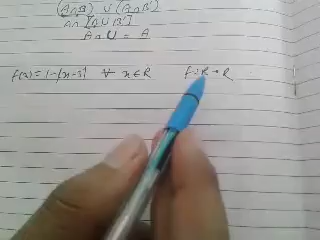 (A∩B) ∪ (A∩B')
A∩[B∪B']
A∩U = A
f(x) = 1-|x-3| ∀ x∈R f: R→R